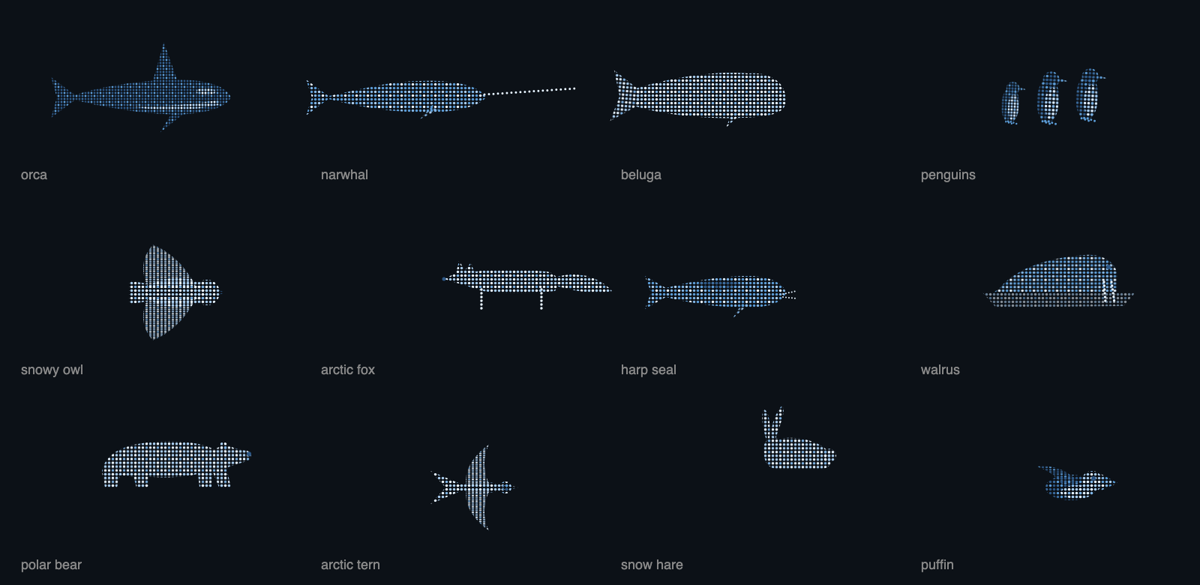 orca
narwhal
beluga
penguins
snowy owl
arctic fox
harp seal
walrus
polar bear
arctic tern
snow hare
puffin